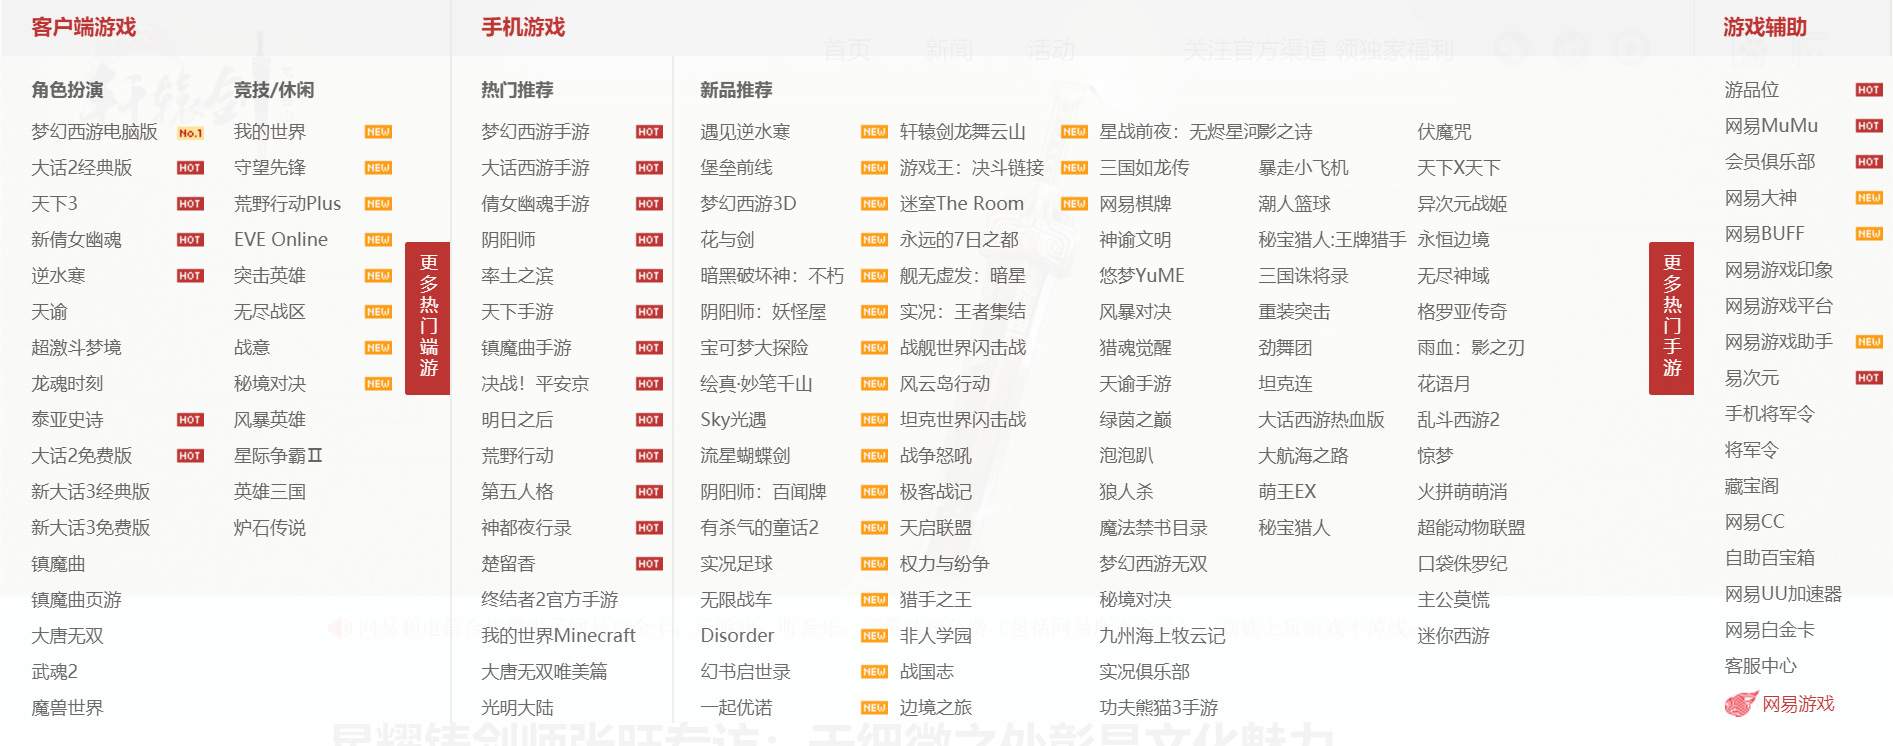 客户端游戏
角色扮演
梦幻西游电脑版 No.1
大话2经典版 HOT
天下3 HOT
新倩女幽魂 HOT
逆水寒 HOT
天谕
超激斗梦境
龙魂时刻
泰亚史诗 HOT
大话2免费版 HOT
新大话3经典版
新大话3免费版
镇魔曲
镇魔曲页游
大唐无双
武魂2
魔兽世界
竞技/休闲
我的世界 NEW
守望先锋 NEW
荒野行动Plus NEW
EVE Online NEW
突击英雄 NEW
无尽战区 NEW
战意 NEW
秘境对决 NEW
风暴英雄
星际争霸Ⅱ
英雄三国
炉石传说
更多热门端游
手机游戏
热门推荐
梦幻西游手游 HOT
大话西游手游 HOT
倩女幽魂手游 HOT
阴阳师 HOT
率土之滨 HOT
天下手游 HOT
镇魔曲手游 HOT
决战！平安京 HOT
明日之后 HOT
荒野行动 HOT
第五人格 HOT
神都夜行录 HOT
楚留香 HOT
终结者2官方手游
我的世界Minecraft
大唐无双唯美篇
光明大陆
新品推荐
遇见逆水寒 NEW
堡垒前线 NEW
梦幻西游3D NEW
花与剑 NEW
暗黑破坏神：不朽 NEW
阴阳师：妖怪屋 NEW
宝可梦大探险 NEW
绘真·妙笔千山 NEW
Sky光遇 NEW
流星蝴蝶剑 NEW
阴阳师：百闻牌 NEW
有杀气的童话2 NEW
实况足球 NEW
无限战车 NEW
Disorder NEW
幻书启世录 NEW
一起优诺 NEW
轩辕剑龙舞云山 NEW
游戏王：决斗链接 NEW
迷室The Room NEW
永远的7日之都
舰无虚发：暗星
实况：王者集结
战舰世界闪击战
风云岛行动
坦克世界闪击战
战争怒吼
极客战记
天启联盟
权力与纷争
猎手之王
非人学园
战国志
边境之旅
星战前夜：无烬星河
三国如龙传
网易棋牌
神谕文明
悠梦YuME
风暴对决
猎魂觉醒
天谕手游
绿茵之巅
泡泡趴
狼人杀
魔法禁书目录
梦幻西游无双
秘境对决
九州海上牧云记
实况俱乐部
功夫熊猫3手游
影之诗
暴走小飞机
潮人篮球
秘宝猎人:王牌猎手
三国诛将录
重装突击
劲舞团
坦克连
大话西游热血版
大航海之路
萌王EX
秘宝猎人
伏魔咒
天下X天下
异次元战姬
永恒边境
无尽神域
格罗亚传奇
雨血：影之刃
花语月
乱斗西游2
惊梦
火拼萌萌消
超能动物联盟
口袋侏罗纪
主公莫慌
迷你西游
更多热门手游
游戏辅助
游品位 HOT
网易MuMu HOT
会员俱乐部 HOT
网易大神 NEW
网易BUFF NEW
网易游戏印象
网易游戏平台
网易游戏助手 NEW
易次元 HOT
手机将军令
将军令
藏宝阁
网易CC
自助百宝箱
网易UU加速器
网易白金卡
客服中心
网易游戏
首页 新闻 活动 关注官方渠道 领独家福利
轩辕剑